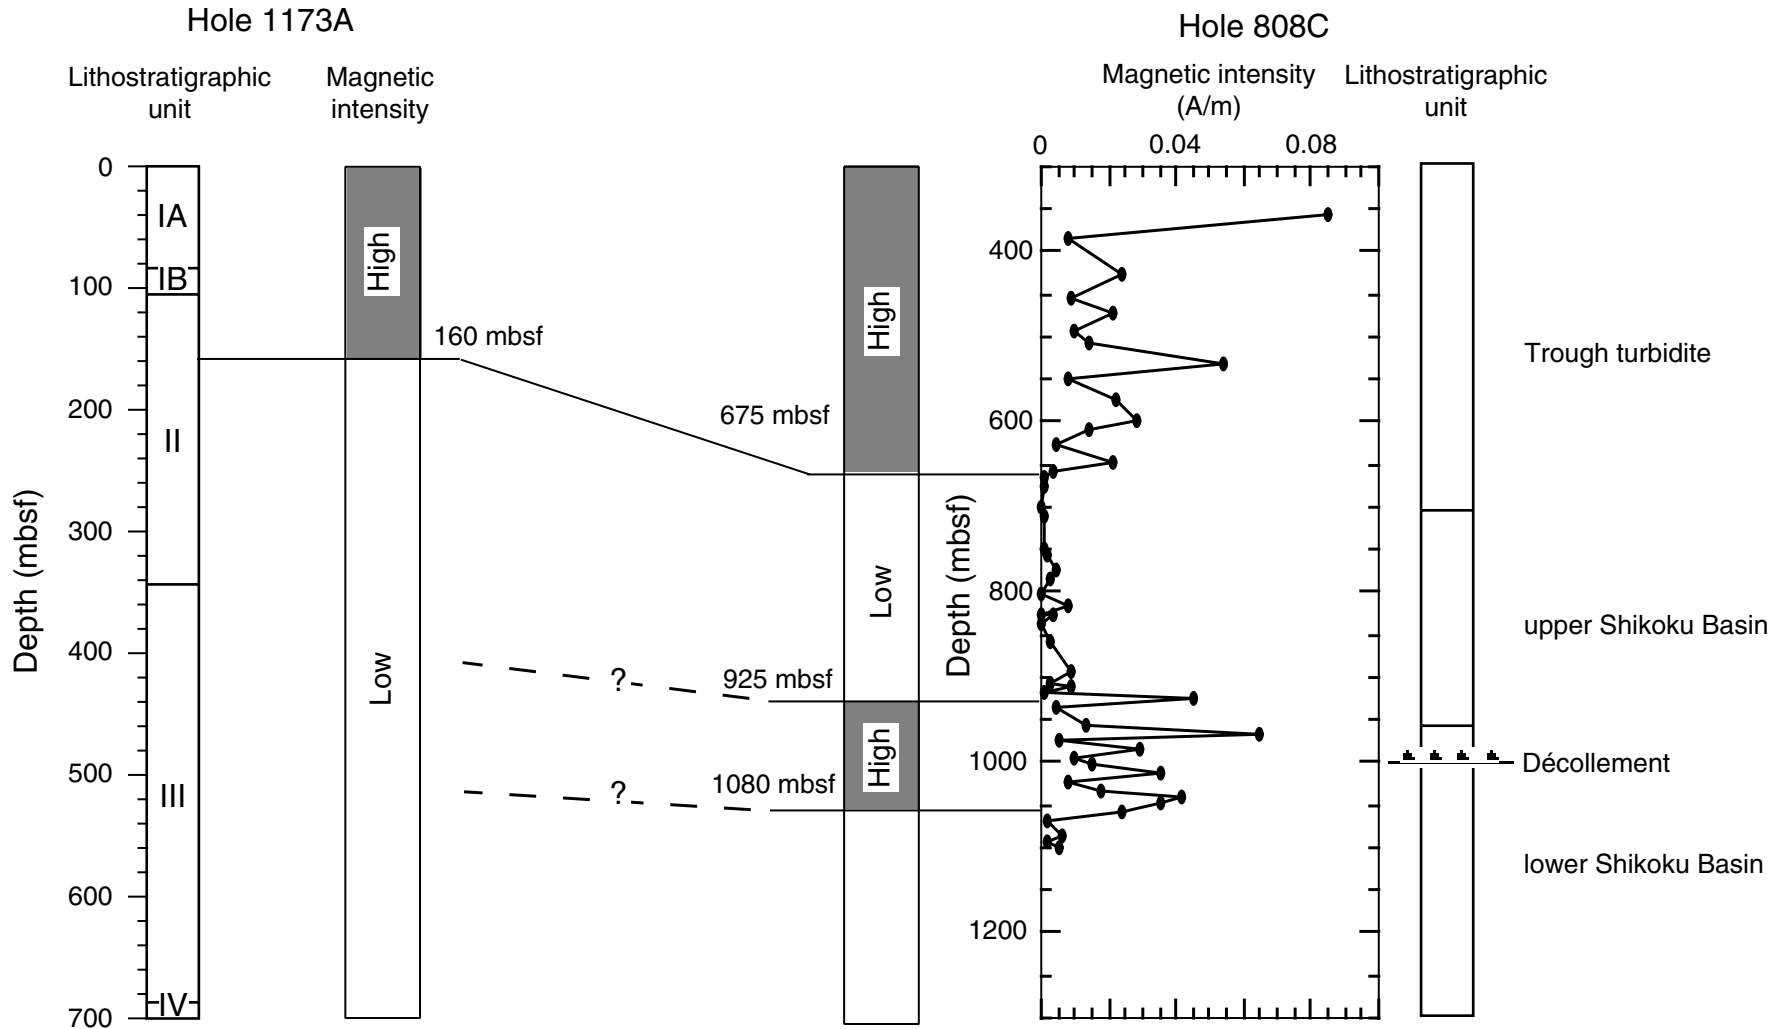 Hole 1173A
Lithostratigraphic
unit
Magnetic
intensity
Depth (mbsf)
0
100
200
300
400
500
600
700
IA
IB
II
III
IV
High
Low
160 mbsf
?
?
675 mbsf
925 mbsf
1080 mbsf
High
Low
High
Hole 808C
Magnetic intensity
(A/m)
Lithostratigraphic
unit
0
0.04
0.08
Depth (mbsf)
400
600
800
1000
1200
Trough turbidite
upper Shikoku Basin
Décollement
lower Shikoku Basin